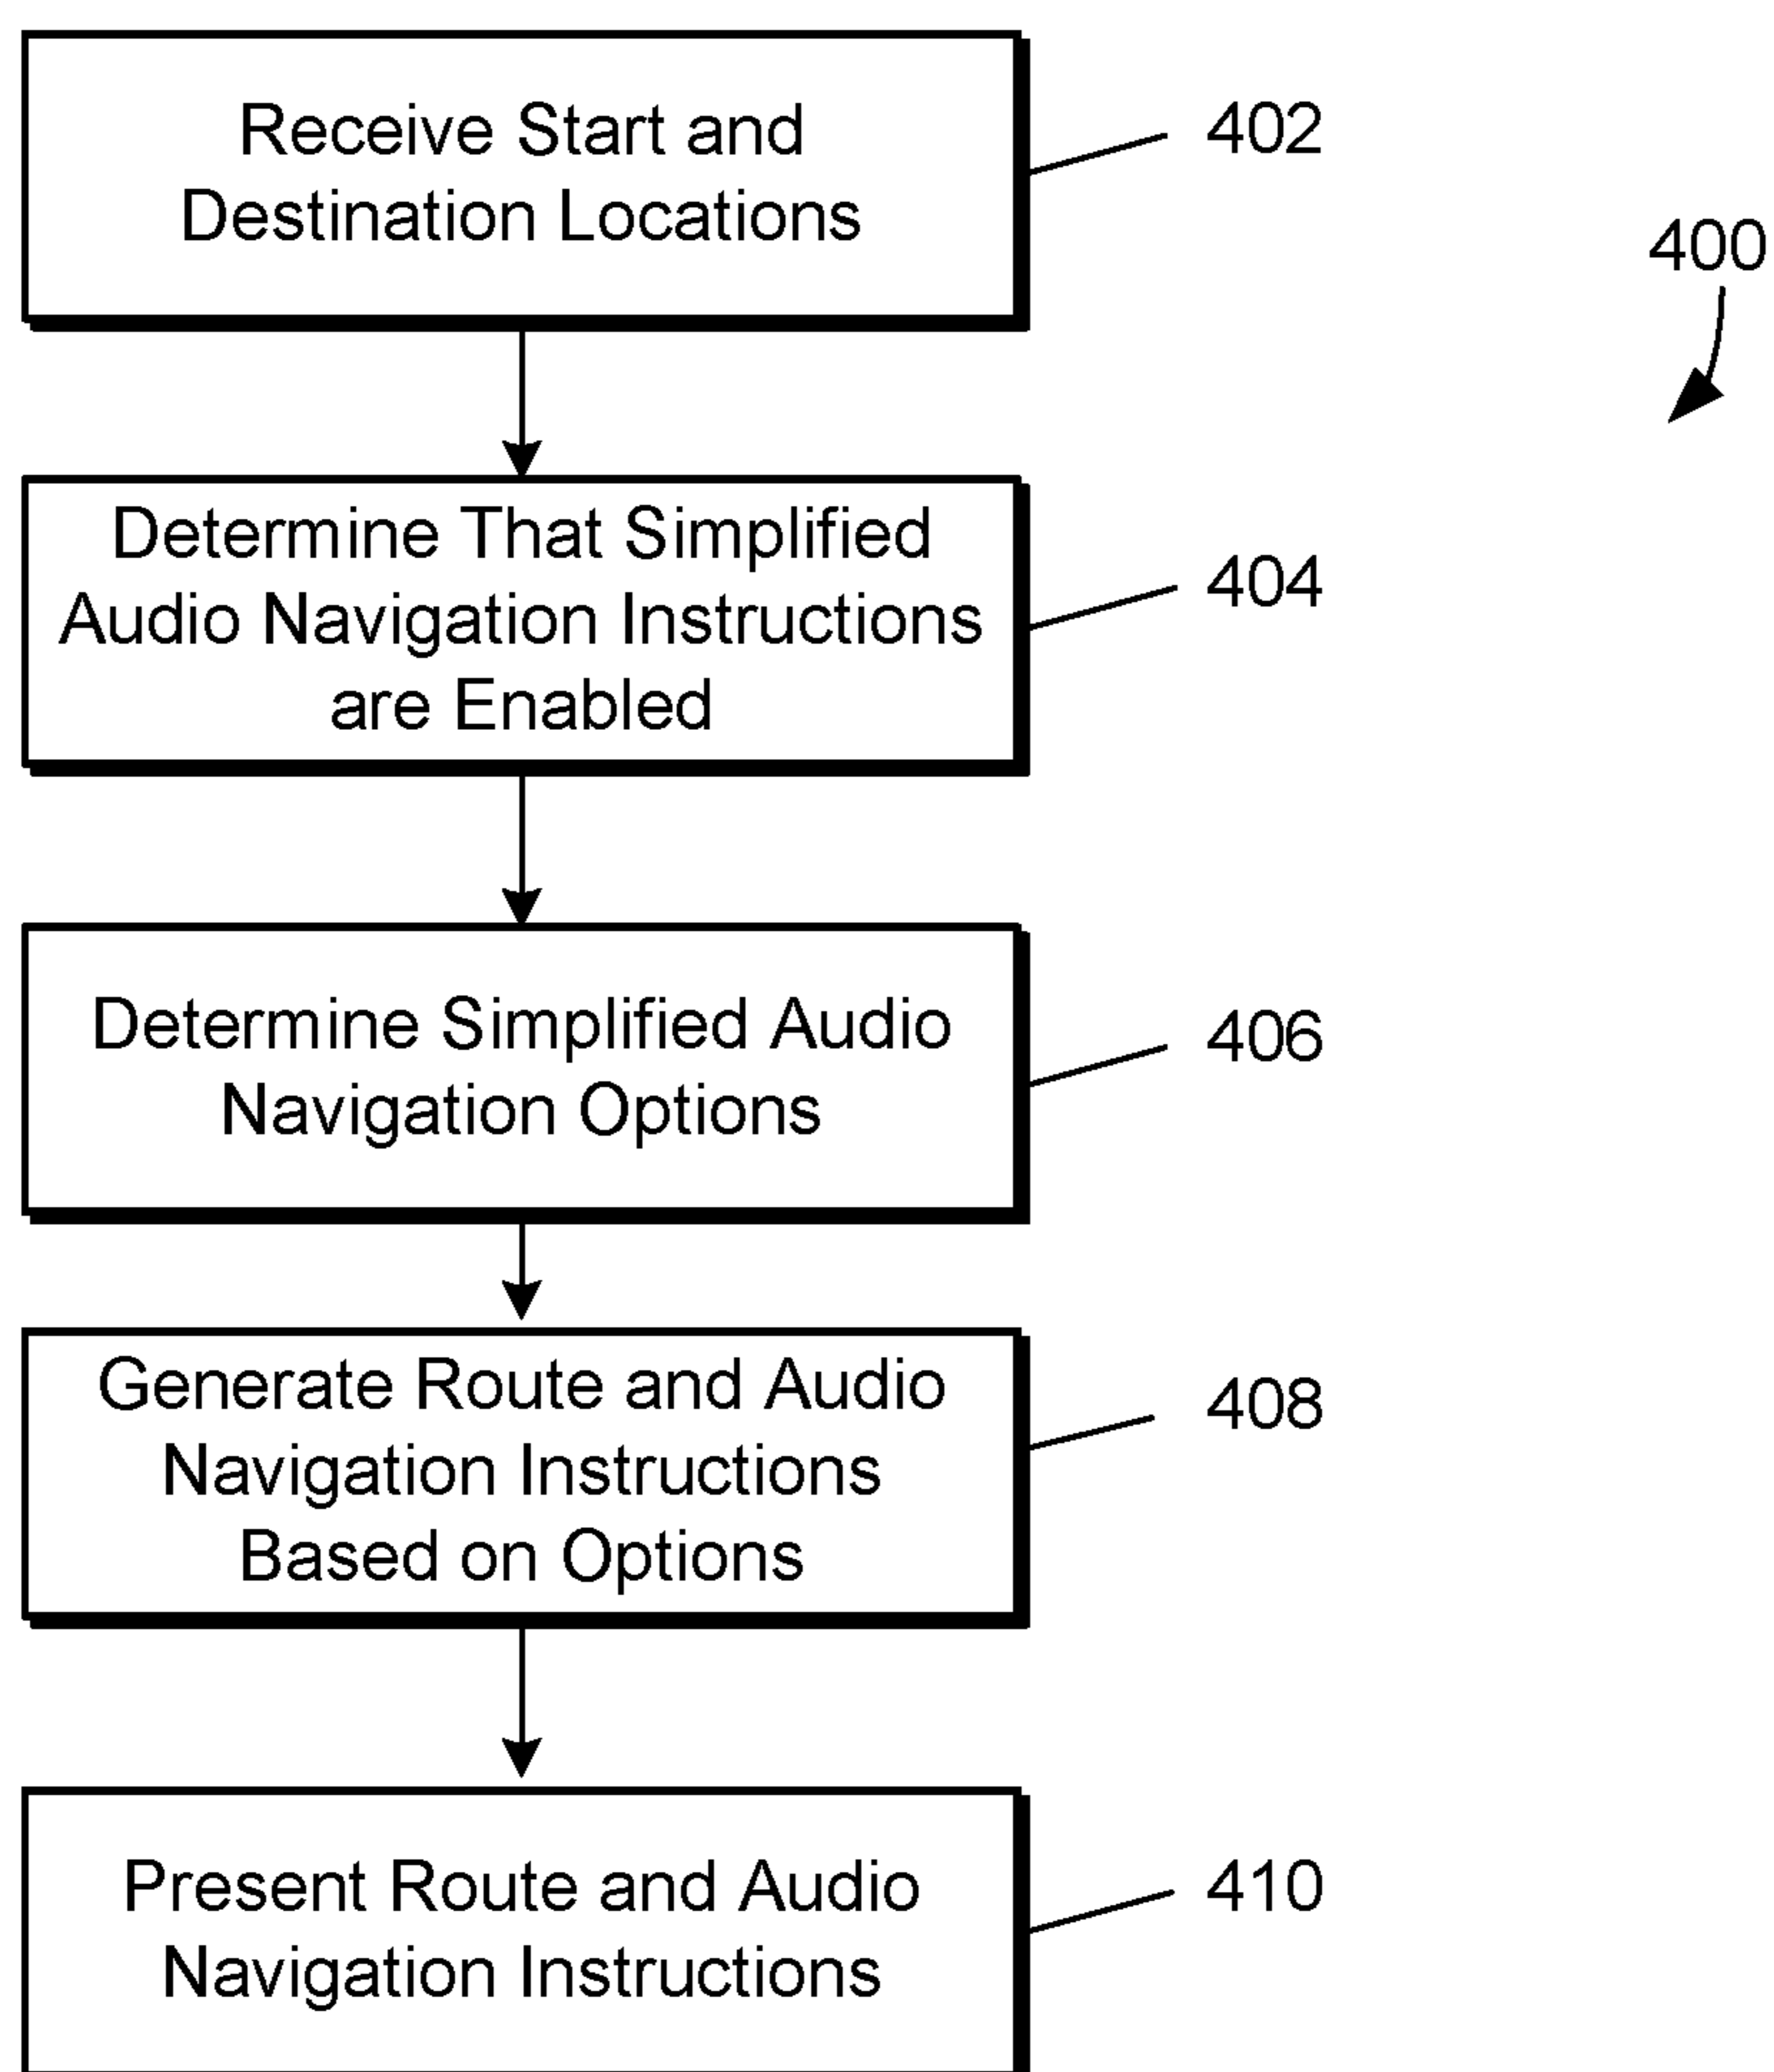 Receive Start and
Destination Locations
402
400
Determine That Simplified
Audio Navigation Instructions
are Enabled
404
Determine Simplified Audio
Navigation Options
406
Generate Route and Audio
Navigation Instructions
Based on Options
408
Present Route and Audio
Navigation Instructions
410